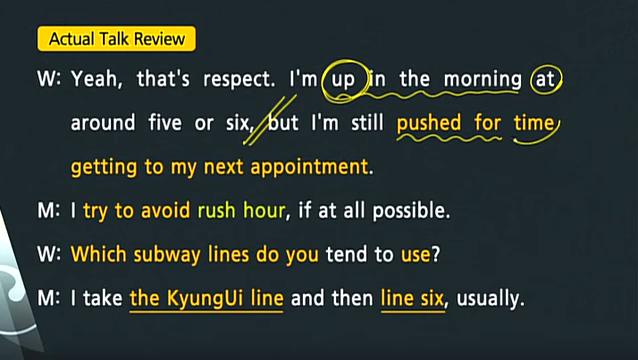 Actual Talk Review
W: Yeah, that's respect. I'm up in the morning at
around five or six, but I'm still pushed for time
getting to my next appointment.
M: I try to avoid rush hour, if at all possible.
W: Which subway lines do you tend to use?
M: I take the KyungUi line and then line six, usually.